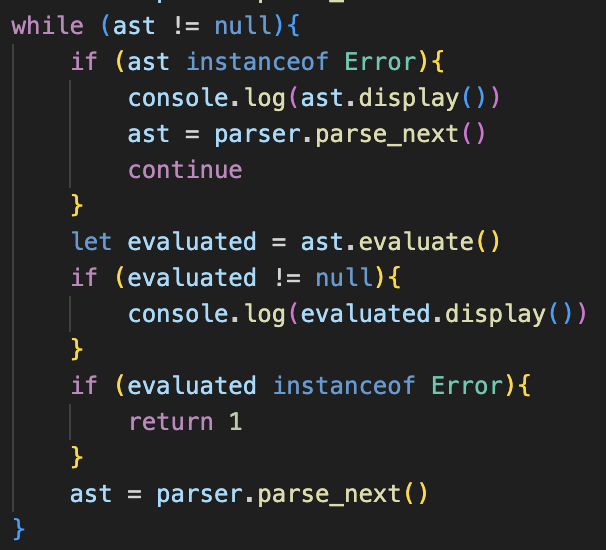 while (ast != null){
    if (ast instanceof Error){
        console.log(ast.display())
        ast = parser.parse_next()
        continue
    }
    let evaluated = ast.evaluate()
    if (evaluated != null){
        console.log(evaluated.display())
    }
    if (evaluated instanceof Error){
        return 1
    }
    ast = parser.parse_next()
}